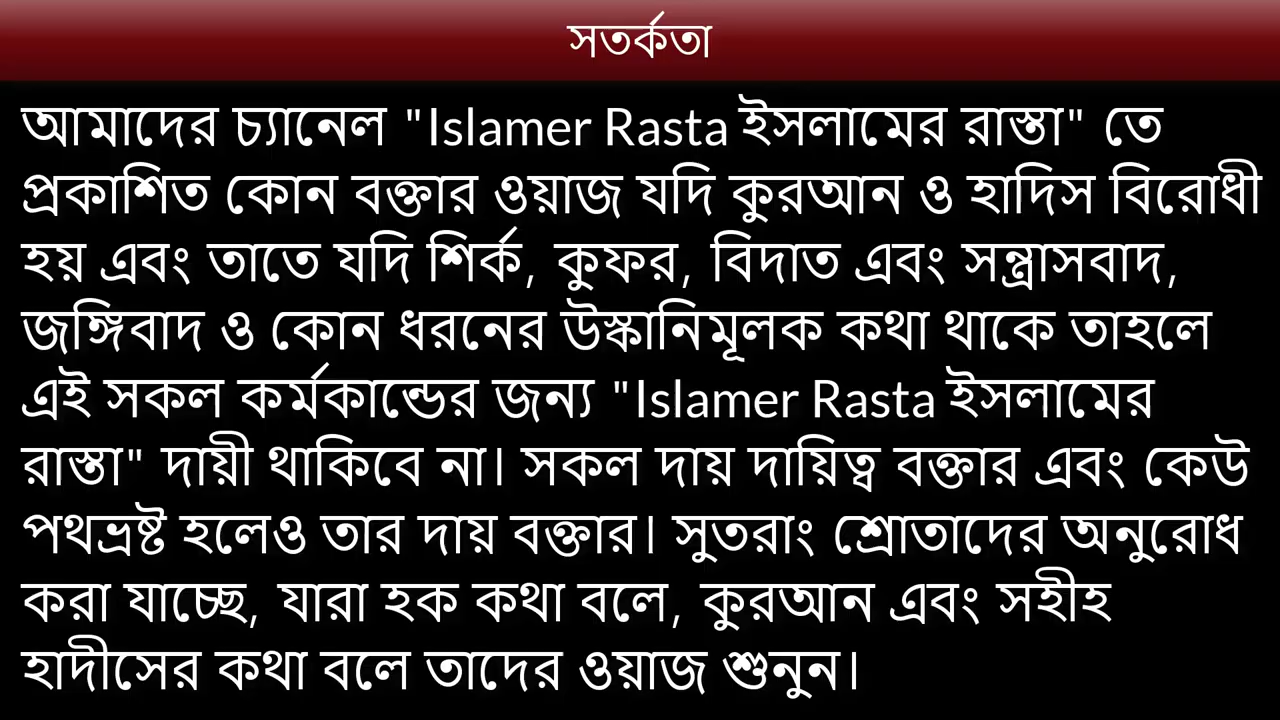 সতর্কতা
আমাদের চ্যানেল "Islamer Rasta ইসলামের রাস্তা" তে
প্রকাশিত কোন বক্তার ওয়াজ যদি কুরআন ও হাদিস বিরোধী
হয় এবং তাতে যদি শির্ক, কুফর, বিদাত এবং সন্ত্রাসবাদ,
জঙ্গিবাদ ও কোন ধরনের উস্কানিমূলক কথা থাকে তাহলে
এই সকল কর্মকান্ডের জন্য "Islamer Rasta ইসলামের
রাস্তা" দায়ী থাকিবে না। সকল দায় দায়িত্ব বক্তার এবং কেউ
পথভ্রষ্ট হলেও তার দায় বক্তার। সুতরাং শ্রোতাদের অনুরোধ
করা যাচ্ছে, যারা হক কথা বলে, কুরআন এবং সহীহ
হাদীসের কথা বলে তাদের ওয়াজ শুনুন।